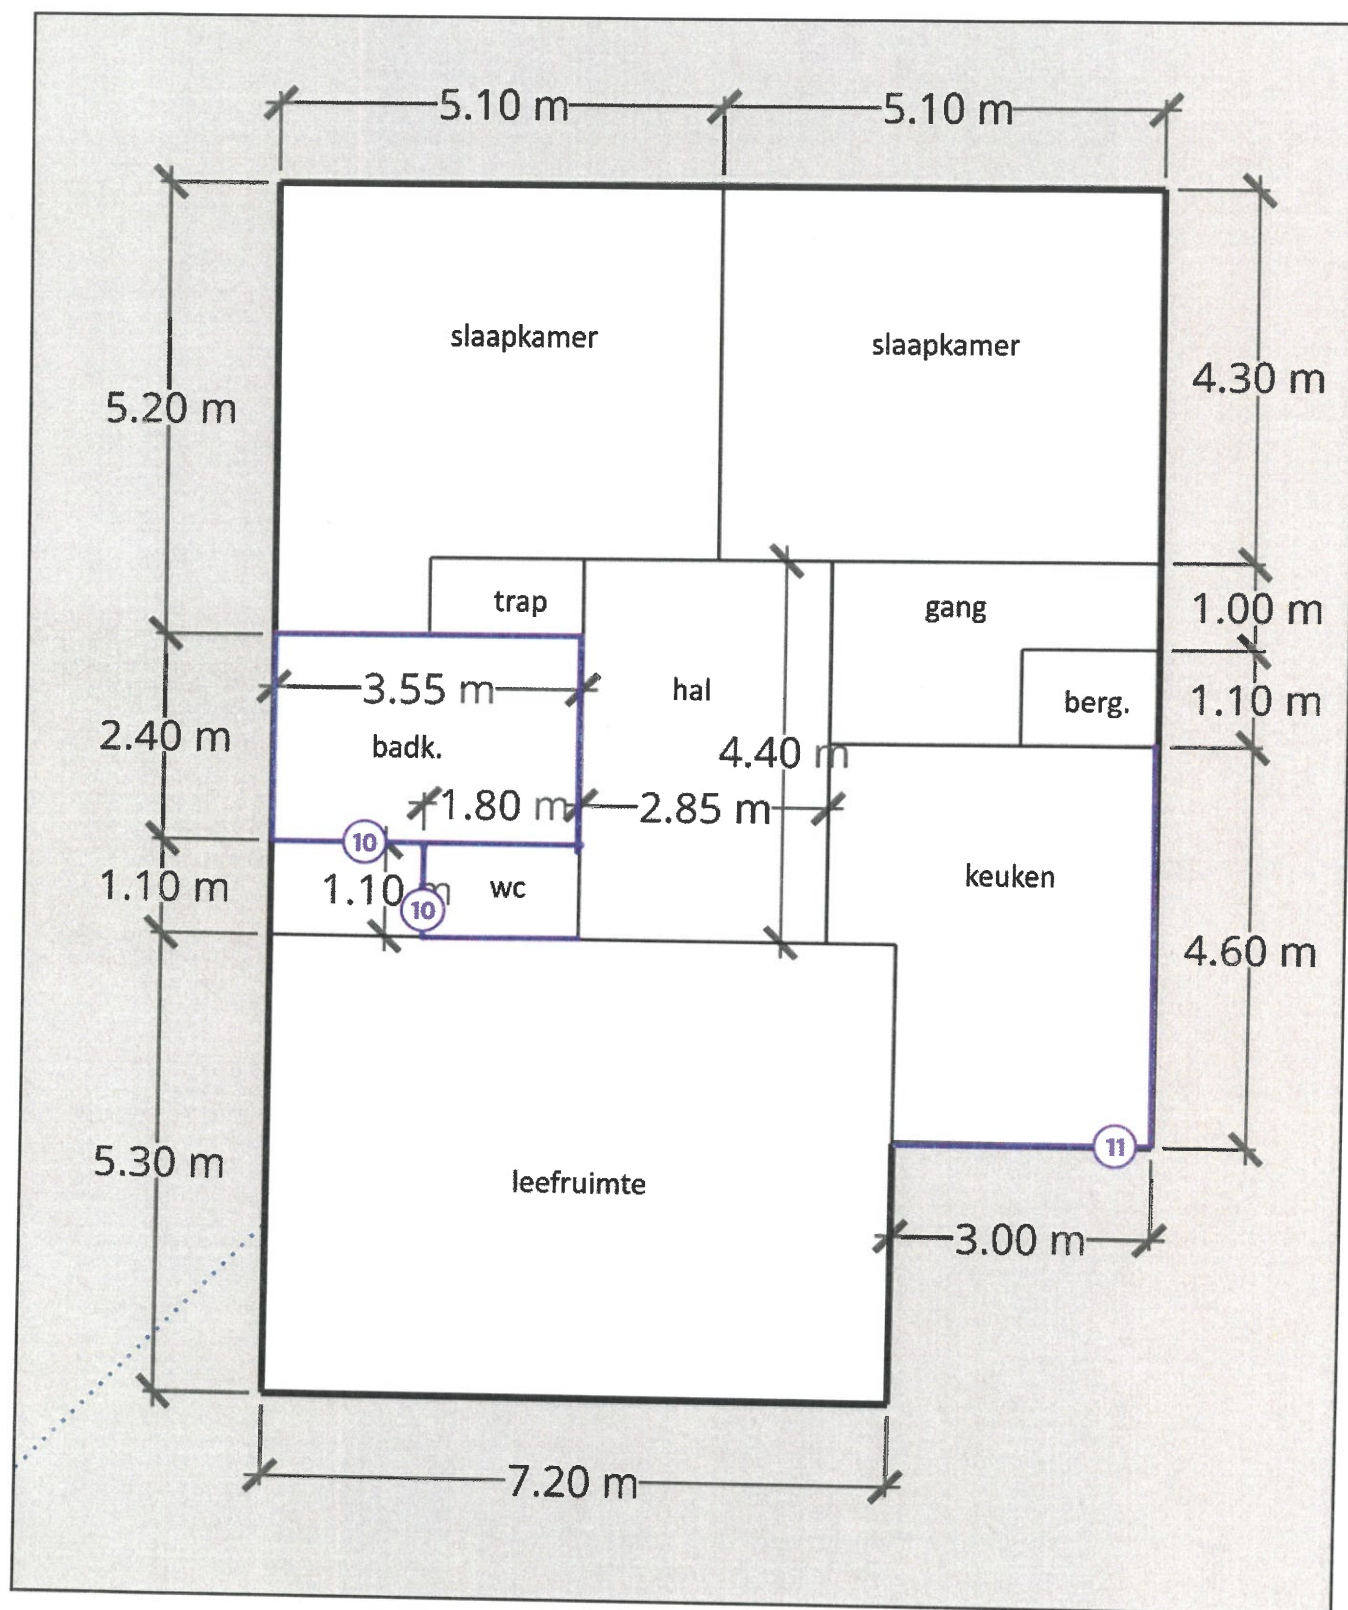 5.10 m 5.10 m
slaapkamer slaapkamer
5.20 m 4.30 m
trap gang 1.00 m
3.55 m hal berg. 1.10 m
2.40 m badk. 4.40 m
1.80 m 2.85 m
10
1.10 m 1.10 m wc keuken
10
4.60 m
5.30 m leefruimte 11
3.00 m
7.20 m